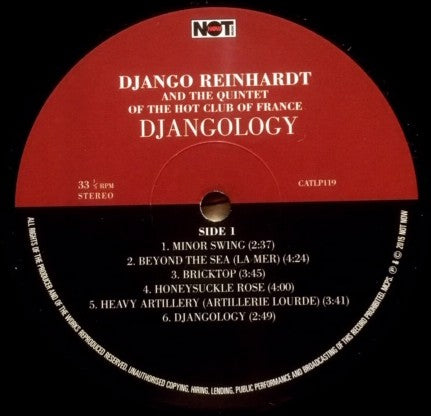 NOT
NOW
DJANGO REINHARDT
AND THE QUINTET
OF THE HOT CLUB OF FRANCE
DJANGOLOGY
33 ⅓ RPM
STEREO
CATLP119
SIDE 1
1. MINOR SWING (2:37)
2. BEYOND THE SEA (LA MER) (4:24)
3. BRICKTOP (3:45)
4. HONEYSUCKLE ROSE (4:00)
5. HEAVY ARTILLERY (ARTILLERIE LOURDE) (3:41)
6. DJANGOLOGY (2:49)
ALL RIGHTS OF THE PRODUCER AND OF THE WORKS REPRODUCED RESERVED. UNAUTHORISED COPYING, HIRING, LENDING, PUBLIC PERFORMANCE AND BROADCASTING OF THIS RECORD PROHIBITED. MCPS. ℗ & © 2015 NOT NOW